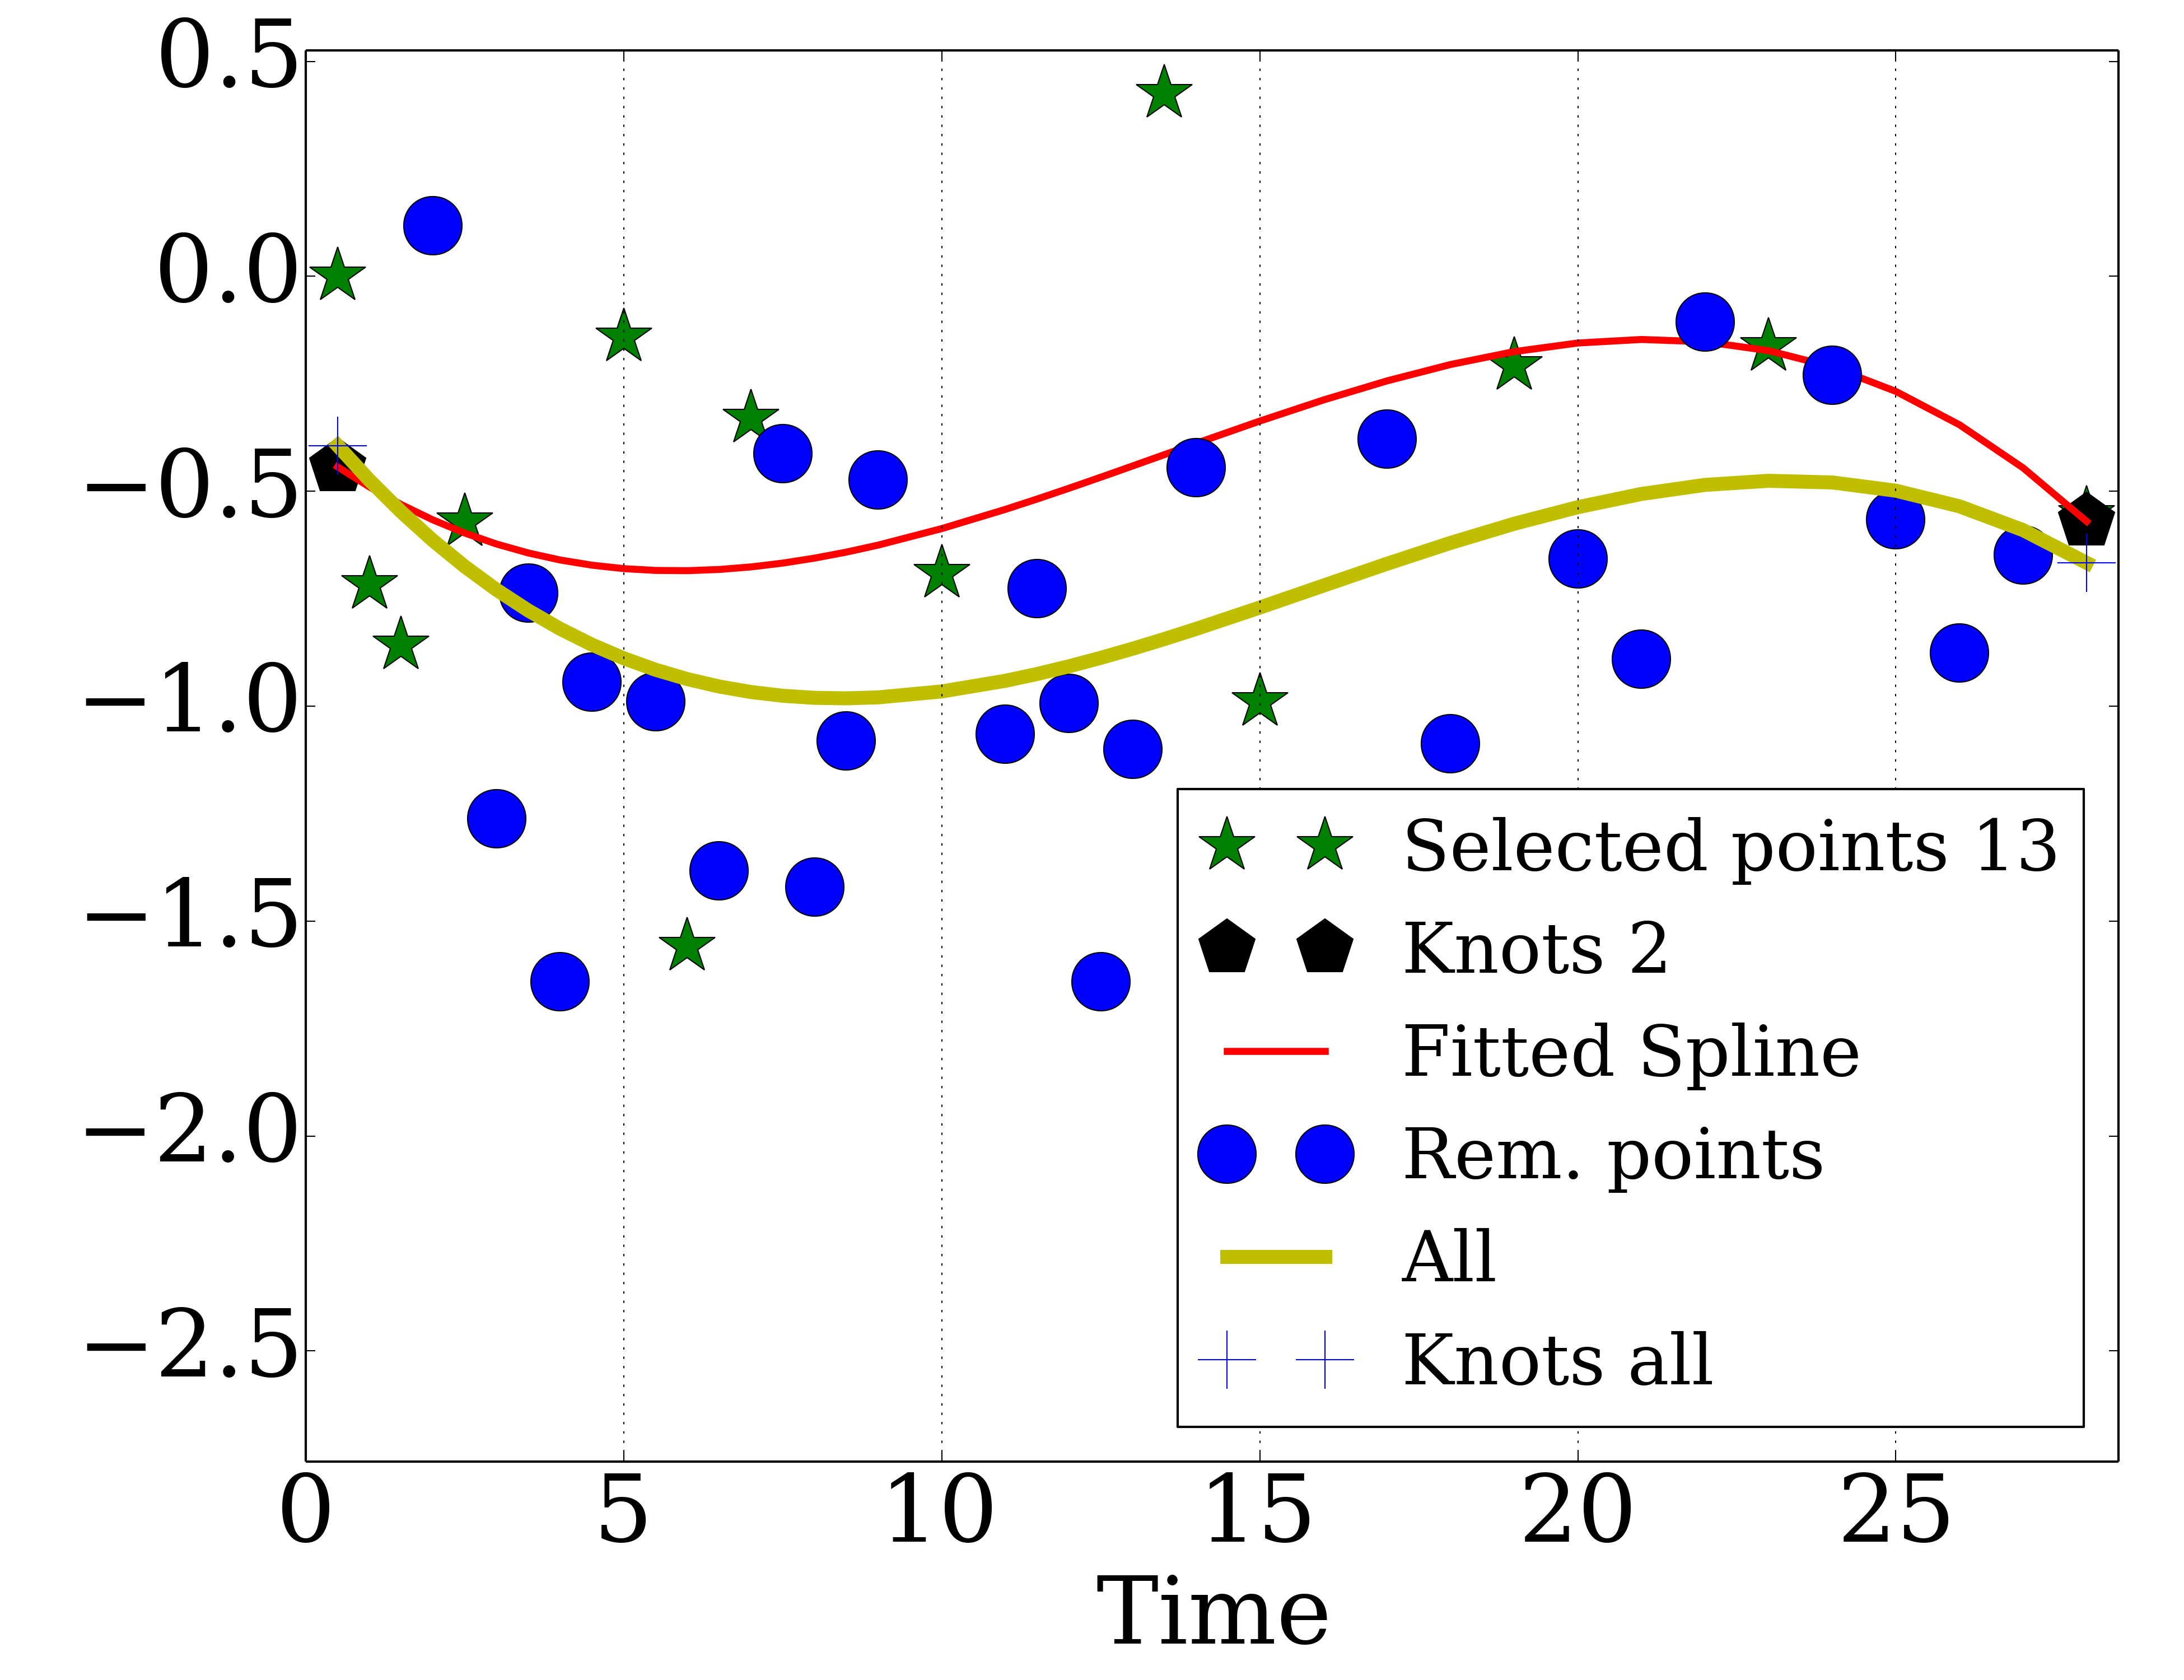 0.5
0.0
−0.5
−1.0
−1.5
−2.0
−2.5
Selected points 13
Knots 2
Fitted Spline
Rem. points
All
Knots all
0 5 10 15 20 25
Time